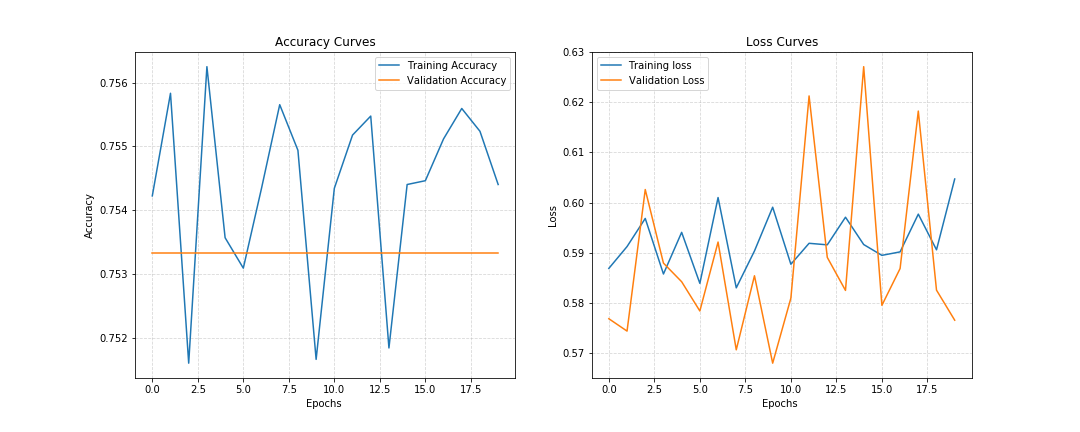 Accuracy Curves
Training Accuracy
Validation Accuracy
0.756
0.755
0.754
0.753
0.752
Accuracy
0.0 2.5 5.0 7.5 10.0 12.5 15.0 17.5
Epochs
Loss Curves
Training loss
Validation Loss
0.63
0.62
0.61
0.60
0.59
0.58
0.57
Loss
0.0 2.5 5.0 7.5 10.0 12.5 15.0 17.5
Epochs